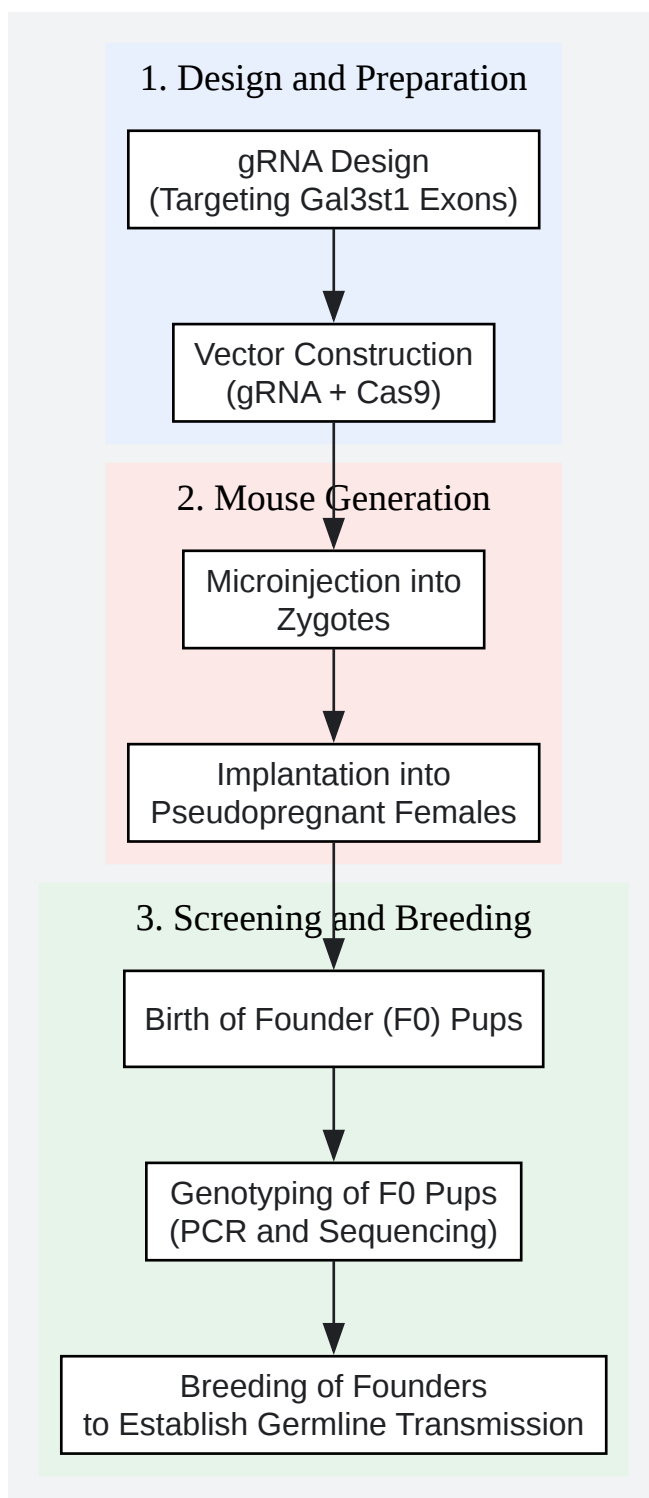 1. Design and Preparation
gRNA Design
(Targeting Gal3st1 Exons)
Vector Construction
(gRNA + Cas9)
2. Mouse Generation
Microinjection into
Zygotes
Implantation into
Pseudopregnant Females
3. Screening and Breeding
Birth of Founder (F0) Pups
Genotyping of F0 Pups
(PCR and Sequencing)
Breeding of Founders
to Establish Germline Transmission